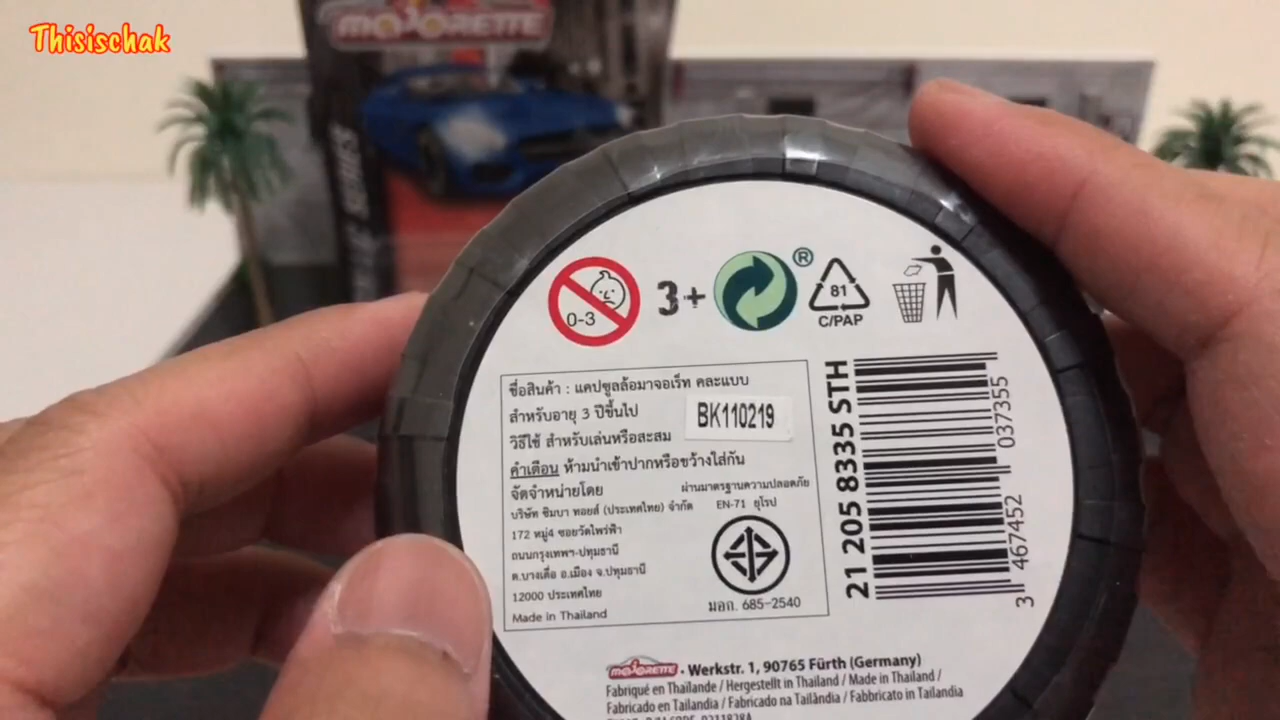 Thisischak
MAJORETTE
SERIES
0-3
3+
®
81
C/PAP
ชื่อสินค้า : แคปซูลล้อมาจอเร็ท คละแบบ
สำหรับอายุ 3 ปีขึ้นไป
BK110219
วิธีใช้ สำหรับเล่นหรือสะสม
คำเตือน ห้ามนำเข้าปากหรือขว้างใส่กัน
จัดจำหน่ายโดย
ผ่านมาตรฐานความปลอดภัย
บริษัท ซิมบา ทอยส์ (ประเทศไทย) จำกัด
EN-71 ยุโรป
172 หมู่4 ซอยวัดไพร่ฟ้า
ถนนกรุงเทพฯ-ปทุมธานี
ต.บางเดื่อ อ.เมือง จ.ปทุมธานี
12000 ประเทศไทย
มอก. 685-2540
Made in Thailand
21 205 8335 STH
3 467452 037355
MAJORETTE • Werkstr. 1, 90765 Fürth (Germany)
Fabriqué en Thaïlande / Hergestellt in Thailand / Made in Thailand /
Fabricado en Tailandia / Fabricado na Tailândia / Fabbricato in Tailandia